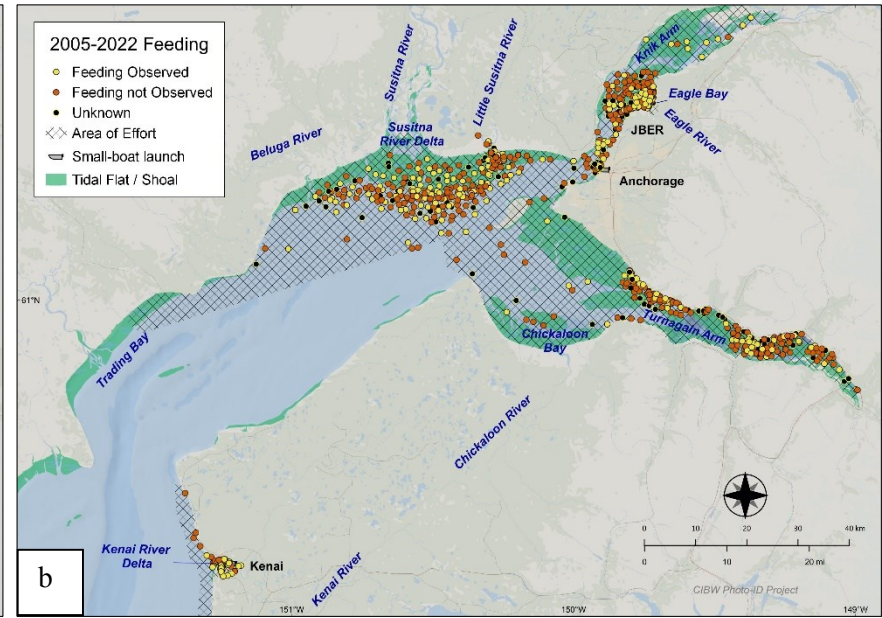 2005-2022 Feeding
Feeding Observed
Feeding not Observed
Unknown
Area of Effort
Small-boat launch
Tidal Flat / Shoal
Susitna River
Little Susitna River
Knik Arm
Beluga River
Susitna
River Delta
Eagle Bay
Eagle River
JBER
Anchorage
61°N
Trading Bay
Chickaloon
Bay
Turnagain Arm
Chickaloon River
Kenai River
Delta
Kenai
Kenai River
0 10 20 30 40 km
0 10 20 mi
CIBW Photo-ID Project
b
151°W
150°W
149°W